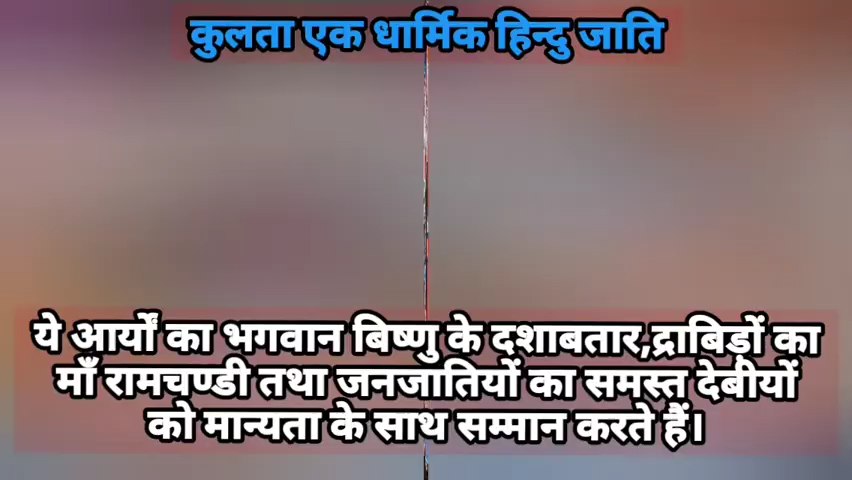 कुलता एक धार्मिक हिन्दु जाति
ये आर्यों का भगवान बिष्णु के दशाबतार,द्राबिड़ों का
माँ रामचण्डी तथा जनजातियों का समस्त देबीयों
को मान्यता के साथ सम्मान करते हैं।